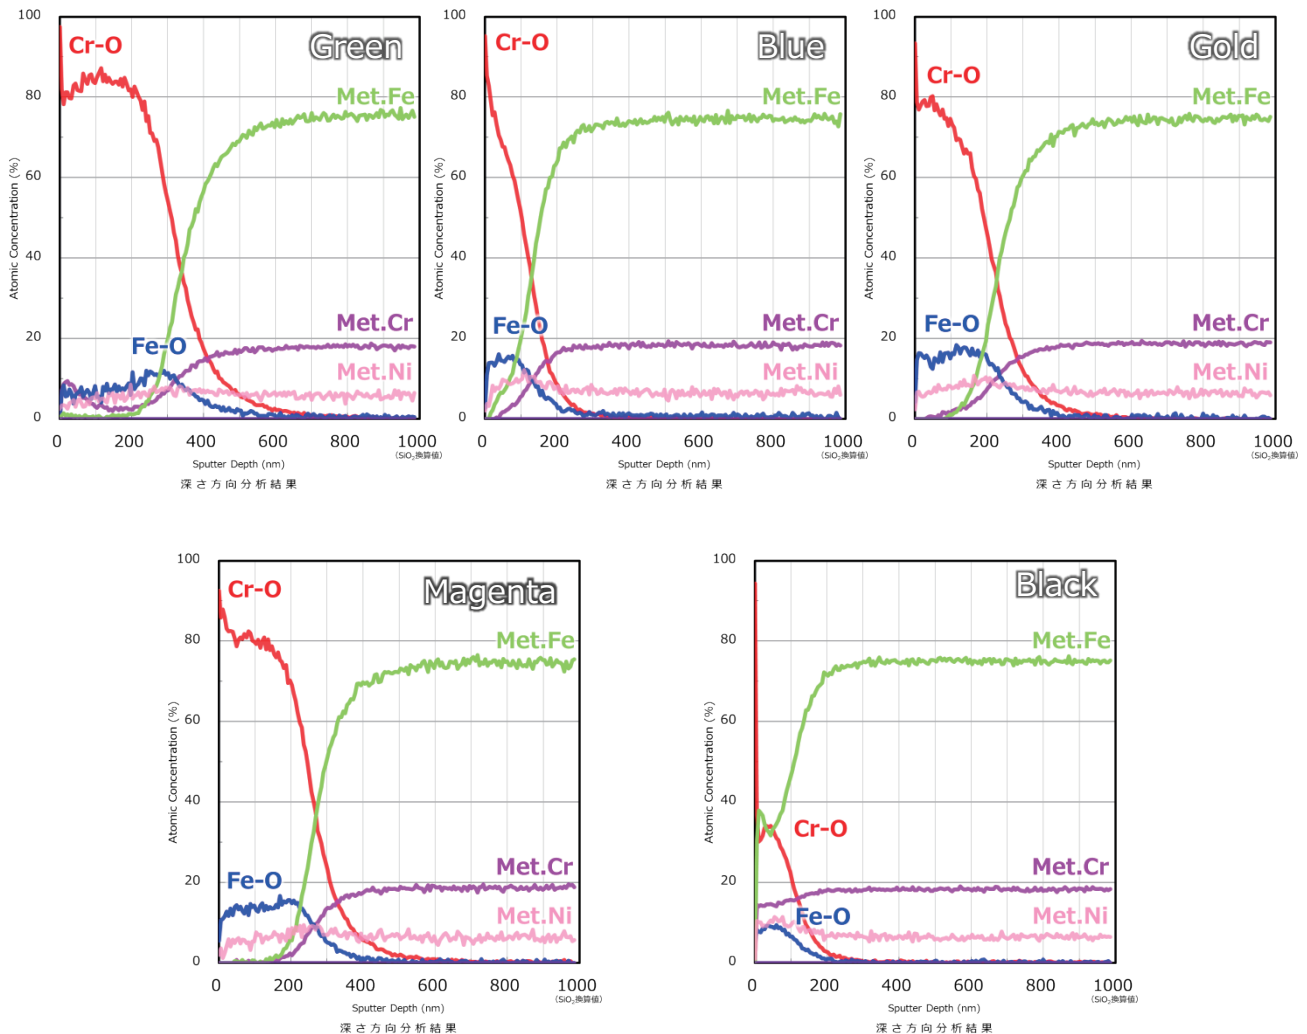 Green
Cr-O
Met.Fe
Fe-O
Met.Cr
Met.Ni
Atomic Concentration (%)
100
80
60
40
20
0
0 200 400 600 800 1000
(SiO₂換算値)
Sputter Depth (nm)
深さ方向分析結果
Blue
Cr-O
Met.Fe
Fe-O
Met.Cr
Met.Ni
Atomic Concentration (%)
100
80
60
40
20
0
0 200 400 600 800 1000
(SiO₂換算値)
Sputter Depth (nm)
深さ方向分析結果
Gold
Cr-O
Met.Fe
Fe-O
Met.Cr
Met.Ni
Atomic Concentration (%)
100
80
60
40
20
0
0 200 400 600 800 1000
(SiO₂換算値)
Sputter Depth (nm)
深さ方向分析結果
Magenta
Cr-O
Met.Fe
Fe-O
Met.Cr
Met.Ni
Atomic Concentration (%)
100
80
60
40
20
0
0 200 400 600 800 1000
(SiO₂換算値)
Sputter Depth (nm)
深さ方向分析結果
Black
Met.Fe
Cr-O
Met.Cr
Fe-O
Met.Ni
Atomic Concentration (%)
100
80
60
40
20
0
0 200 400 600 800 1000
(SiO₂換算値)
Sputter Depth (nm)
深さ方向分析結果